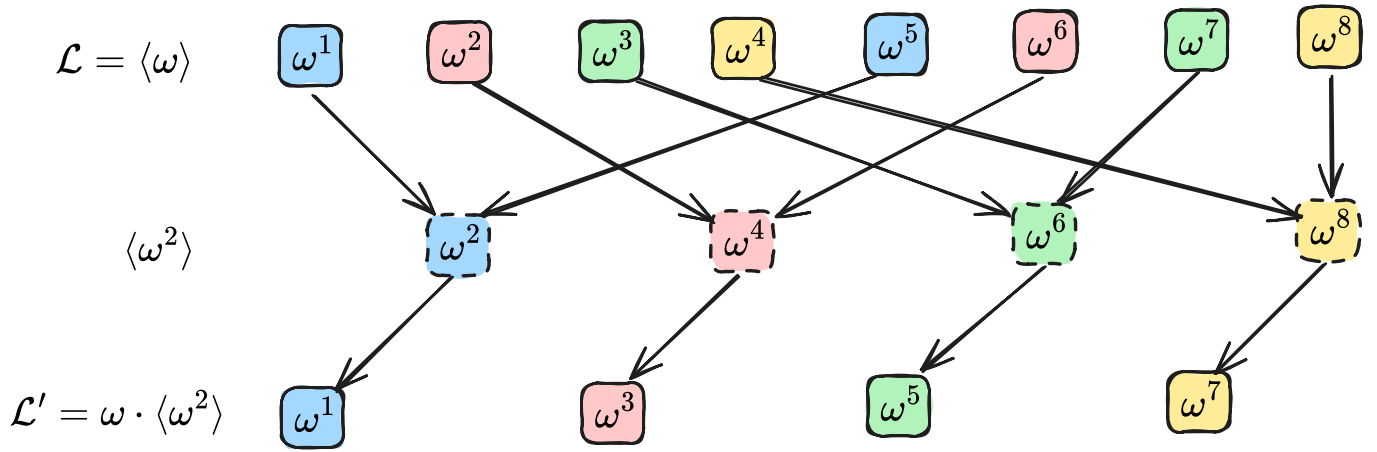 ℒ = ⟨ω⟩ ω¹ ω² ω³ ω⁴ ω⁵ ω⁶ ω⁷ ω⁸
⟨ω²⟩ ω² ω⁴ ω⁶ ω⁸
ℒ′ = ω · ⟨ω²⟩ ω¹ ω³ ω⁵ ω⁷